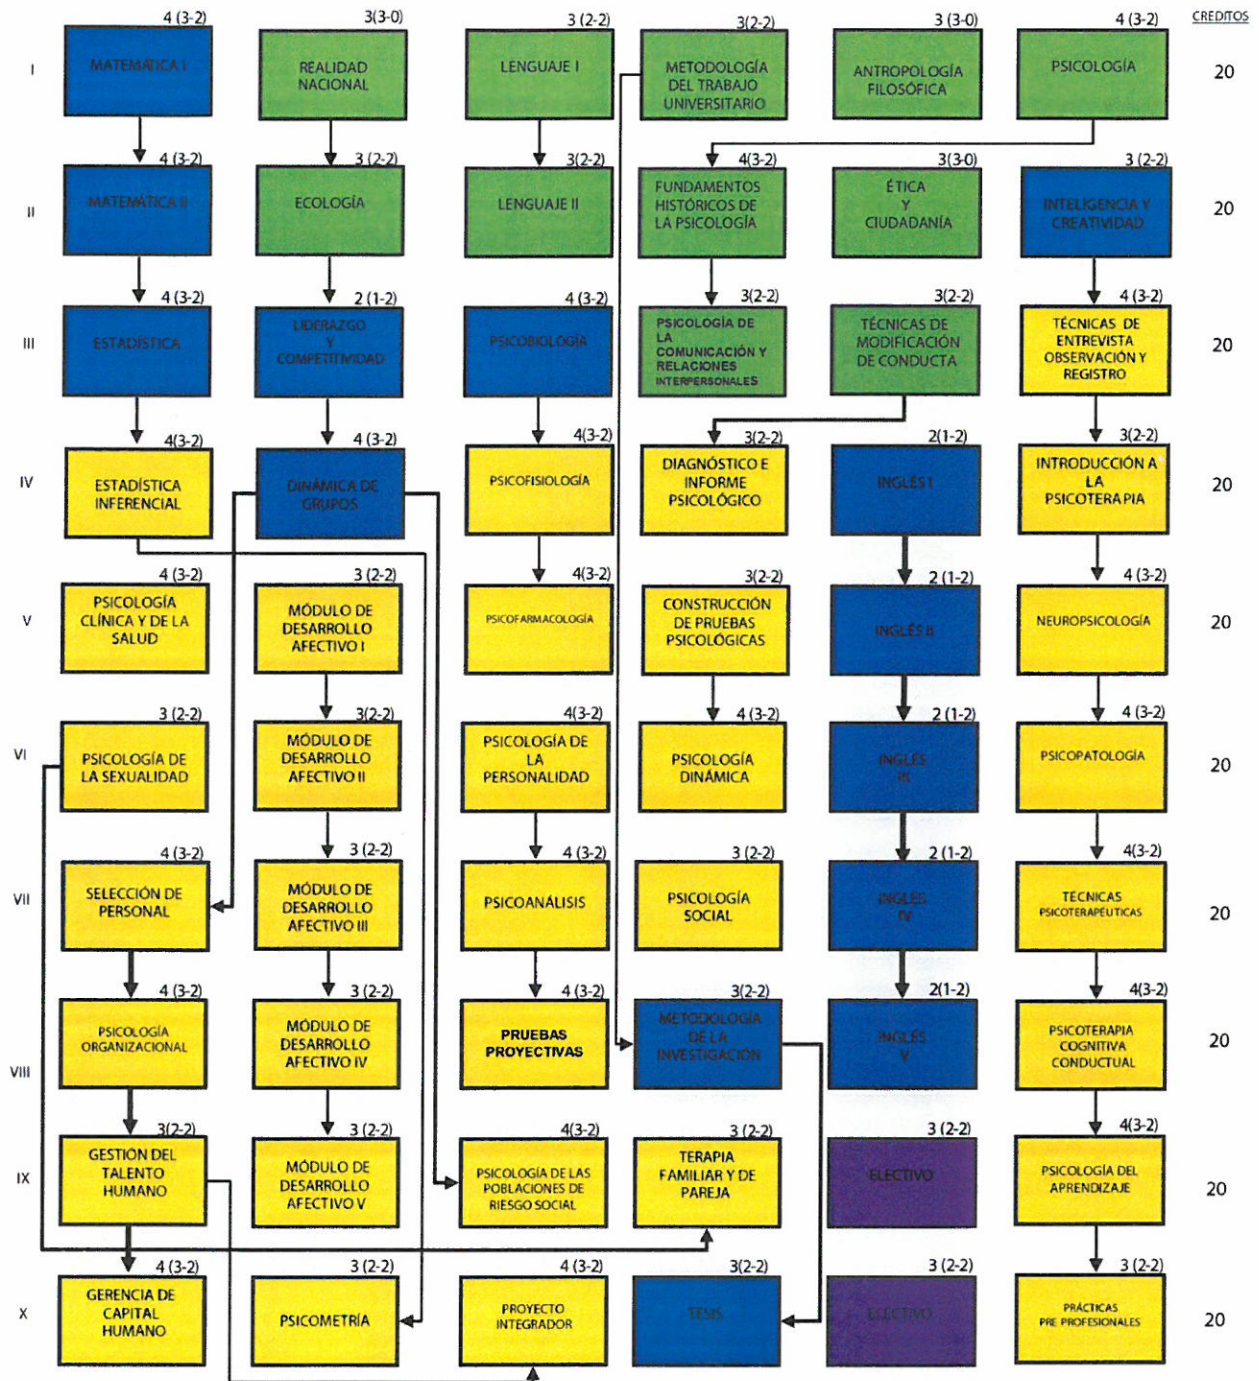 CREDITOS
4 (3-2)
3(3-0)
3 (2-2)
3(2-2)
3 (3-0)
4 (3-2)
I
MATEMÁTICA I
REALIDAD
NACIONAL
LENGUAJE I
METODOLOGÍA
DEL TRABAJO
UNIVERSITARIO
ANTROPOLOGÍA
FILOSÓFICA
PSICOLOGÍA
20
4 (3-2)
3 (2-2)
3(2-2)
4(3-2)
3(3-0)
3 (2-2)
II
MATEMÁTICA II
ECOLOGÍA
LENGUAJE II
FUNDAMENTOS
HISTÓRICOS DE
LA PSICOLOGÍA
ÉTICA
Y
CIUDADANÍA
INTELIGENCIA Y
CREATIVIDAD
20
4 (3-2)
2 (1-2)
4 (3-2)
3(2-2)
3(2-2)
4 (3-2)
III
ESTADÍSTICA
LIDERAZGO
Y
COMPETITIVIDAD
PSICOBIOLOGÍA
PSICOLOGÍA DE
LA
COMUNICACIÓN Y
RELACIONES
INTERPERSONALES
TÉCNICAS DE
MODIFICACIÓN
DE CONDUCTA
TÉCNICAS DE
ENTREVISTA
OBSERVACIÓN Y
REGISTRO
20
4(3-2)
4 (3-2)
4(3-2)
3(2-2)
2(1-2)
3(2-2)
IV
ESTADÍSTICA
INFERENCIAL
DINÁMICA DE
GRUPOS
PSICOFISIOLOGÍA
DIAGNÓSTICO E
INFORME
PSICOLÓGICO
INGLÉS I
INTRODUCCIÓN A
LA
PSICOTERAPIA
20
4 (3-2)
3 (2-2)
4(3-2)
3(2-2)
2 (1-2)
4 (3-2)
V
PSICOLOGÍA
CLÍNICA Y DE LA
SALUD
MÓDULO DE
DESARROLLO
AFECTIVO I
PSICOFARMACOLOGÍA
CONSTRUCCIÓN
DE PRUEBAS
PSICOLÓGICAS
INGLÉS II
NEUROPSICOLOGÍA
20
3 (2-2)
3(2-2)
4(3-2)
4 (3-2)
2 (1-2)
4 (3-2)
VI
PSICOLOGÍA DE
LA SEXUALIDAD
MÓDULO DE
DESARROLLO
AFECTIVO II
PSICOLOGÍA DE
LA
PERSONALIDAD
PSICOLOGÍA
DINÁMICA
INGLÉS
III
PSICOPATOLOGÍA
20
4 (3-2)
3 (2-2)
4 (3-2)
3 (2-2)
2 (1-2)
4(3-2)
VII
SELECCIÓN DE
PERSONAL
MÓDULO DE
DESARROLLO
AFECTIVO III
PSICOANÁLISIS
PSICOLOGÍA
SOCIAL
INGLÉS
IV
TÉCNICAS
PSICOTERAPÉUTICAS
20
4 (3-2)
3 (2-2)
4 (3-2)
3(2-2)
2(1-2)
4(3-2)
VIII
PSICOLOGÍA
ORGANIZACIONAL
MÓDULO DE
DESARROLLO
AFECTIVO IV
PRUEBAS
PROYECTIVAS
METODOLOGÍA
DE LA
INVESTIGACIÓN
INGLÉS
V
PSICOTERAPIA
COGNITIVA
CONDUCTUAL
20
3(2-2)
3 (2-2)
4(3-2)
3 (2-2)
3 (2-2)
4(3-2)
IX
GESTIÓN DEL
TALENTO
HUMANO
MÓDULO DE
DESARROLLO
AFECTIVO V
PSICOLOGÍA DE LAS
POBLACIONES DE
RIESGO SOCIAL
TERAPIA
FAMILIAR Y DE
PAREJA
ELECTIVO
PSICOLOGÍA DEL
APRENDIZAJE
20
4 (3-2)
3 (2-2)
4 (3-2)
3(2-2)
3 (2-2)
3 (2-2)
X
GERENCIA DE
CAPITAL
HUMANO
PSICOMETRÍA
PROYECTO
INTEGRADOR
TESIS
ELECTIVO
PRÁCTICAS
PRE PROFESIONALES
20